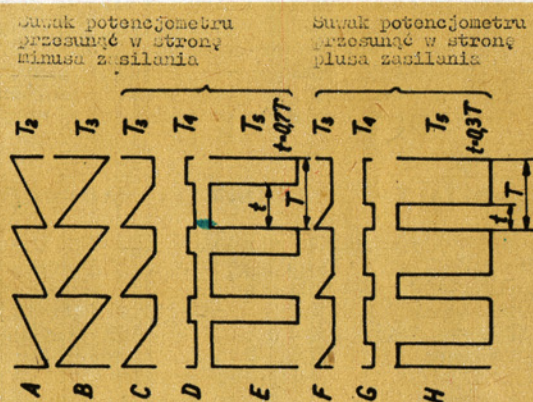 Suwak potencjometru
przesunąć w stronę
minusa zasilania
Suwak potencjometru
przesunąć w stronę
plusa zasilania
T₂ T₃ T₃ T₄ T₅ t=0,7T T₃ T₄ T₅ t=0,3T
t T t T
A B C D E F G H